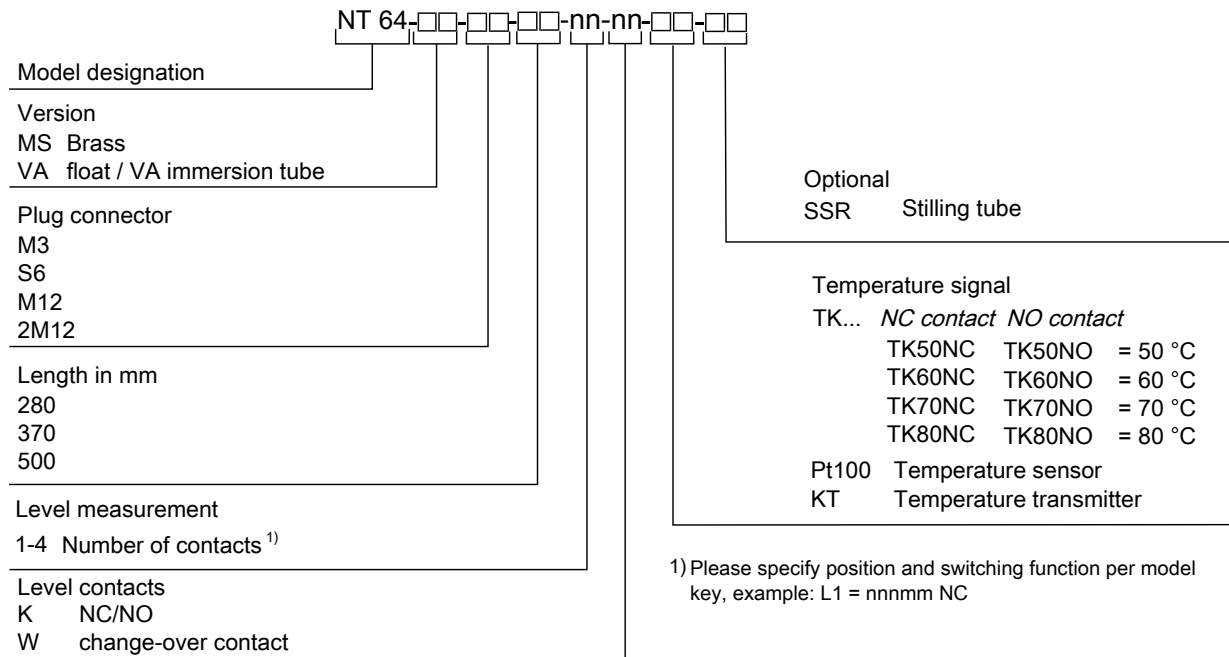 NT 64-□□-□□-□□-nn-nn-□□-□□
Model designation
Version
MS Brass
VA float / VA immersion tube
Plug connector
M3
S6
M12
2M12
Length in mm
280
370
500
Level measurement
1-4 Number of contacts 1)
Level contacts
K NC/NO
W change-over contact
Optional
SSR Stilling tube
Temperature signal
TK... NC contact NO contact
TK50NC TK50NO = 50 °C
TK60NC TK60NO = 60 °C
TK70NC TK70NO = 70 °C
TK80NC TK80NO = 80 °C
Pt100 Temperature sensor
KT Temperature transmitter
1) Please specify position and switching function per model
key, example: L1 = nnnmm NC